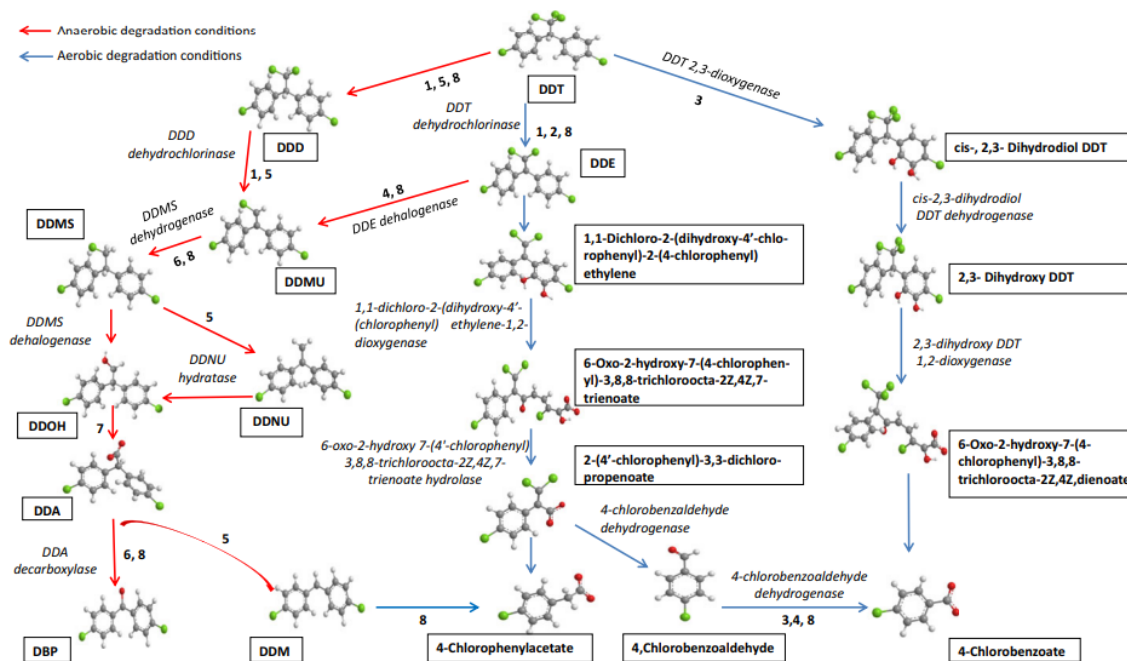 Anaerobic degradation conditions
Aerobic degradation conditions
DDT
1, 5, 8
DDT 2,3-dioxygenase
3
DDT
dehydrochlorinase
1, 2, 8
DDD
dehydrochlorinase
DDD
1, 5
cis-, 2,3- Dihydrodiol DDT
DDE
4, 8
DDE dehalogenase
cis-2,3-dihydrodiol
DDT dehydrogenase
DDMS
DDMS
dehydrogenase
6, 8
DDMU
1,1-Dichloro-2-(dihydroxy-4’-chlo-
rophenyl)-2-(4-chlorophenyl)
ethylene
2,3- Dihydroxy DDT
DDMS
dehalogenase
5
DDNU
hydratase
1,1-dichloro-2-(dihydroxy-4’-
(chlorophenyl) ethylene-1,2-
dioxygenase
2,3-dihydroxy DDT
1,2-dioxygenase
6-Oxo-2-hydroxy-7-(4-chlorophen-
yl)-3,8,8-trichloroocta-2Z,4Z,7-
trienoate
DDOH
DDNU
7
6-oxo-2-hydroxy 7-(4’-chlorophenyl)
3,8,8-trichloroocta-2Z,4Z,7-
trienoate hydrolase
2-(4’-chlorophenyl)-3,3-dichloro-
propenoate
6-Oxo-2-hydroxy-7-(4-
chlorophenyl)-3,8,8-
trichloroocta-2Z,4Z,dienoate
DDA
4-chlorobenzaldehyde
dehydrogenase
5
DDA
decarboxylase
6, 8
4-chlorobenzoaldehyde
dehydrogenase
8
3,4, 8
DBP
DDM
4-Chlorophenylacetate
4,Chlorobenzoaldehyde
4-Chlorobenzoate